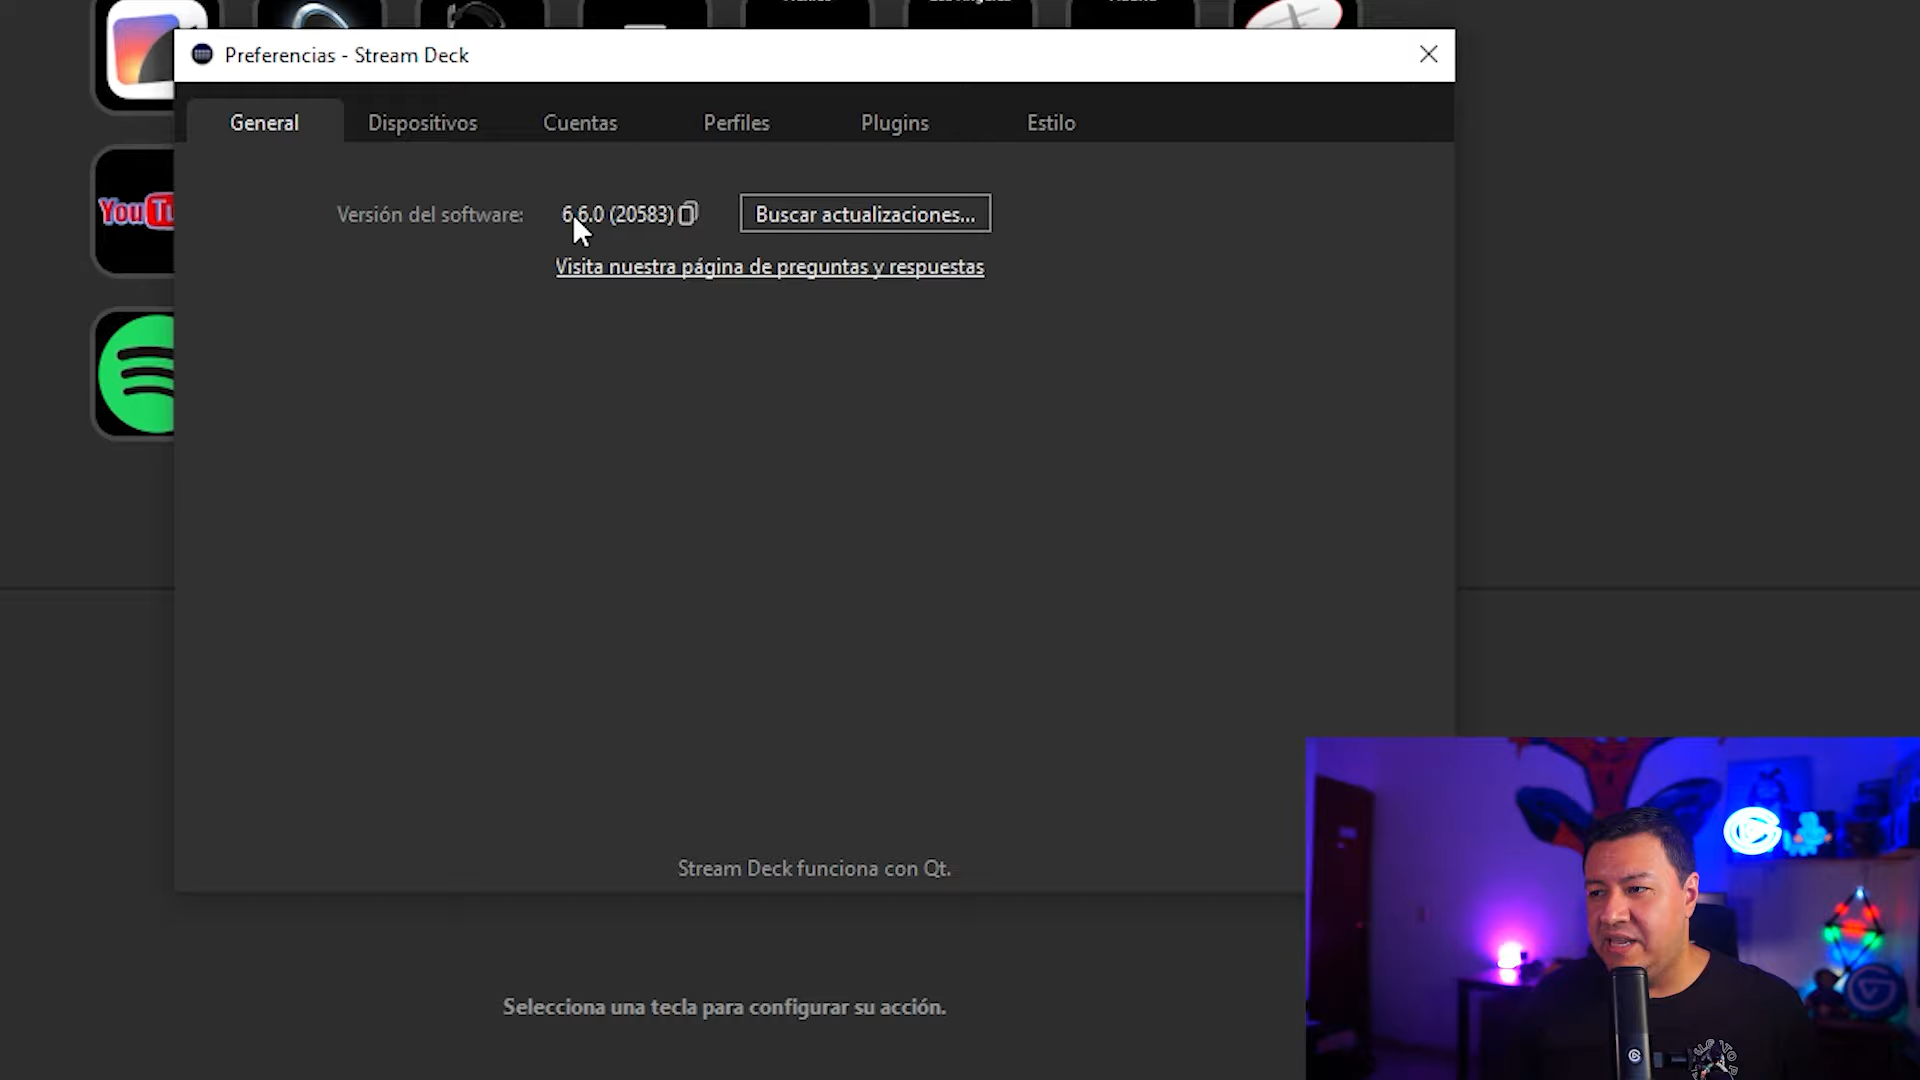 Preferencias - Stream Deck
General Dispositivos Cuentas Perfiles Plugins Estilo
Versión del software: 6.6.0 (20583) Buscar actualizaciones...
Visita nuestra página de preguntas y respuestas
YouTu
Stream Deck funciona con Qt.
Selecciona una tecla para configurar su acción.